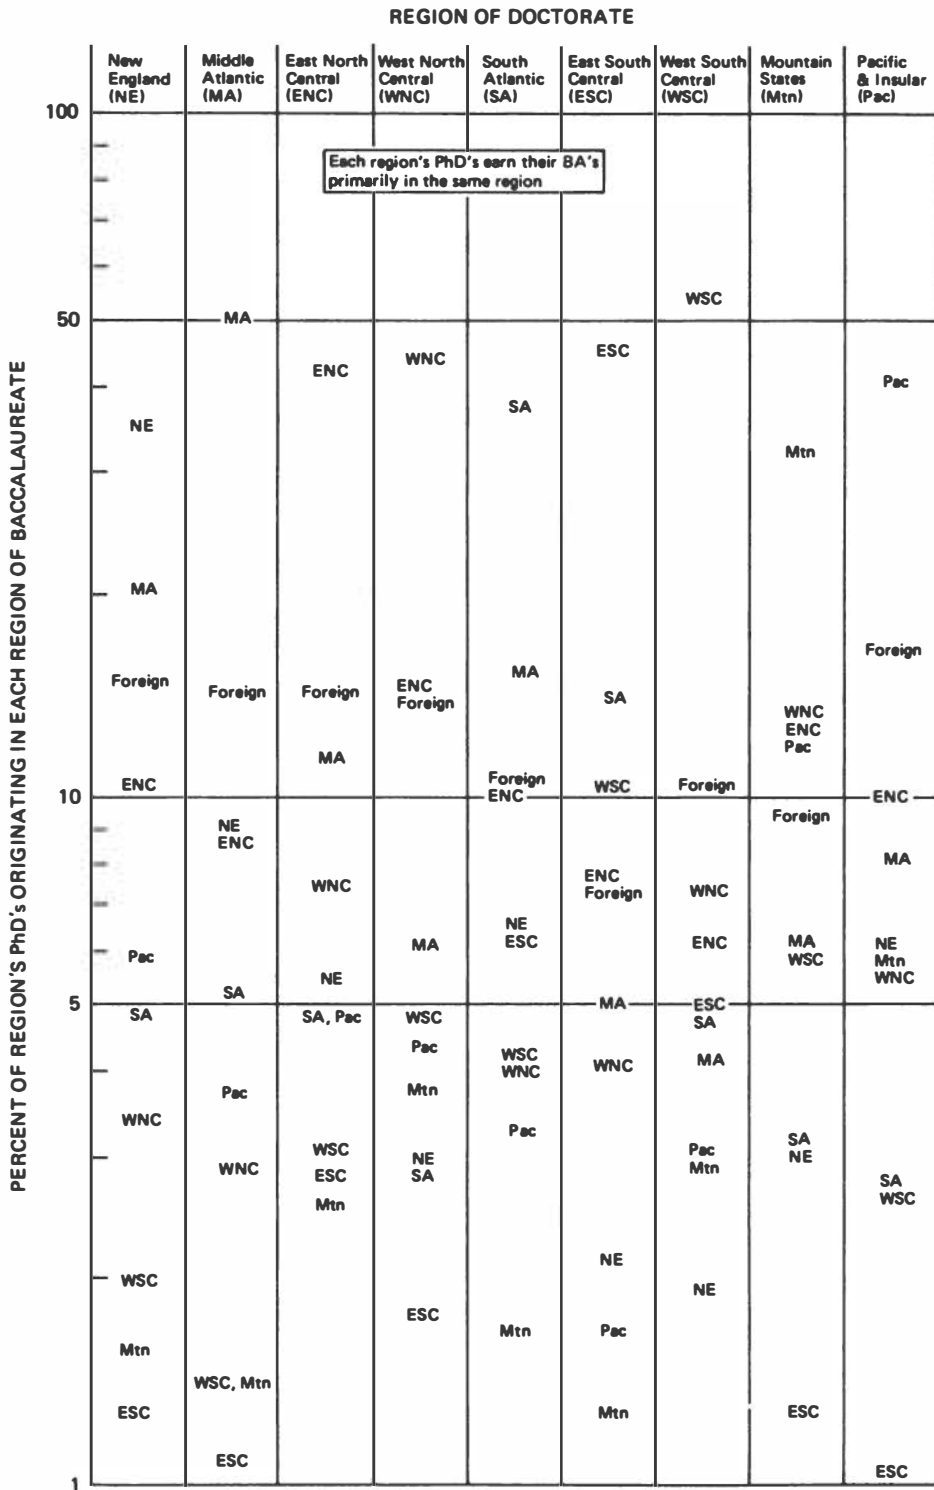 REGION OF DOCTORATE
New England (NE)
Middle Atlantic (MA)
East North Central (ENC)
West North Central (WNC)
South Atlantic (SA)
East South Central (ESC)
West South Central (WSC)
Mountain States (Mtn)
Pacific & Insular (Pac)
PERCENT OF REGION'S PhD's ORIGINATING IN EACH REGION OF BACCALAUREATE
100
50
10
5
1
Each region's PhD's earn their BA's
primarily in the same region
NE
MA
Foreign
ENC
Pac
SA
WNC
WSC
Mtn
ESC
MA
Foreign
NE
ENC
SA
Pac
WNC
WSC, Mtn
ESC
ENC
Foreign
MA
WNC
NE
SA, Pac
WSC
ESC
Mtn
WNC
ENC
Foreign
MA
WSC
Pac
Mtn
NE
SA
ESC
SA
MA
Foreign
ENC
NE
ESC
WSC
WNC
Pac
Mtn
ESC
SA
WSC
ENC
Foreign
MA
WNC
NE
Pac
Mtn
WSC
Foreign
WNC
ENC
ESC
SA
MA
Pac
Mtn
NE
Mtn
WNC
ENC
Pac
Foreign
MA
WSC
SA
NE
ESC
Pac
Foreign
ENC
MA
NE
Mtn
WNC
SA
WSC
ESC